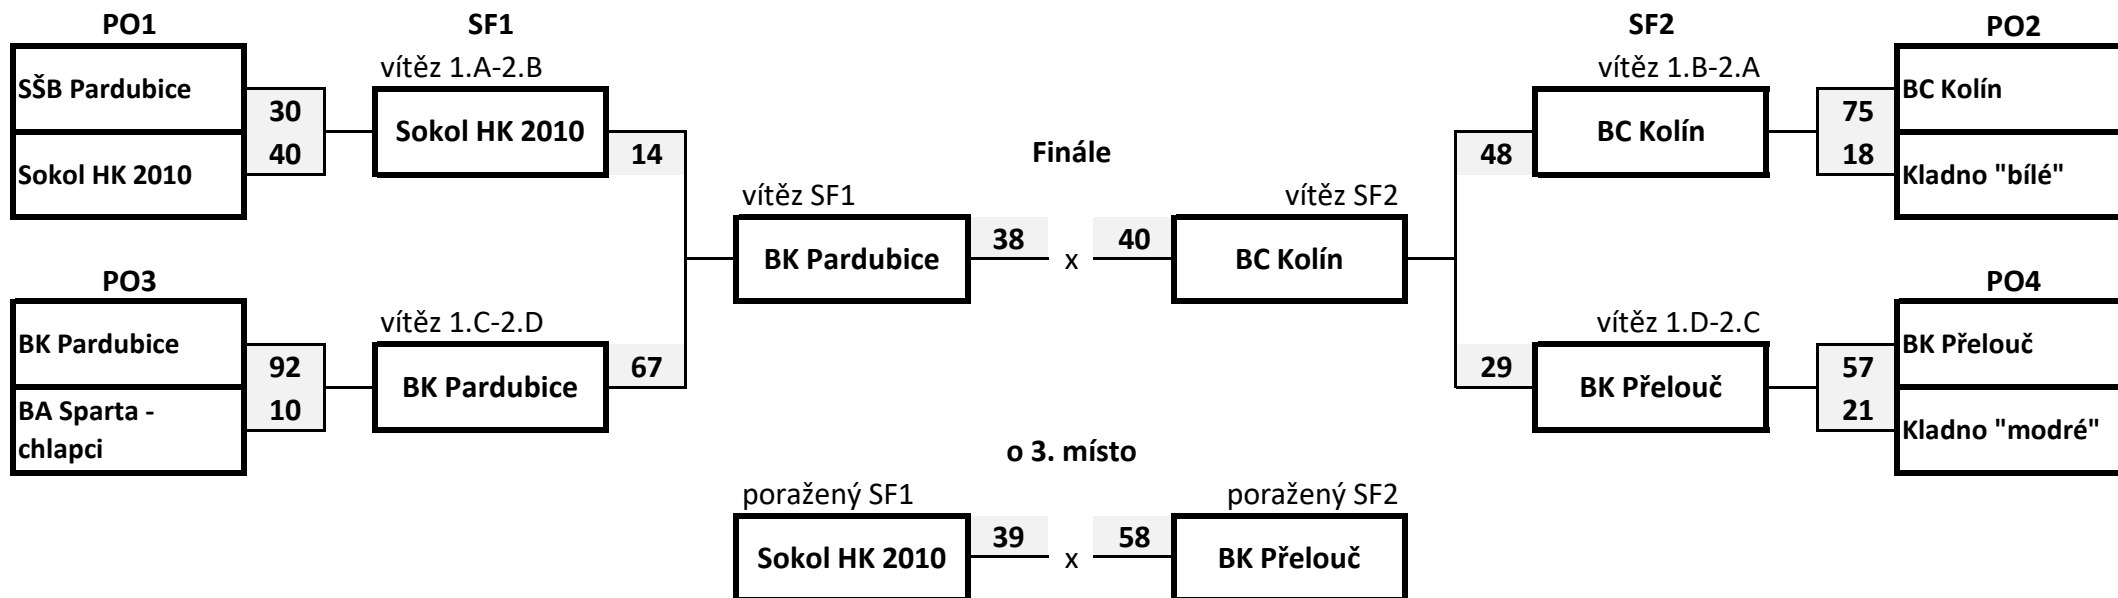 PO1
SF1
SF2
PO2
vítěz 1.A-2.B
vítěz 1.B-2.A
SŠB Pardubice
30
Sokol HK 2010
40
Sokol HK 2010
14
Finále
48
BC Kolín
75
18
BC Kolín
Kladno "bílé"
vítěz SF1
vítěz SF2
BK Pardubice
38
x
40
BC Kolín
PO3
PO4
vítěz 1.C-2.D
vítěz 1.D-2.C
BK Pardubice
92
BA Sparta -
chlapci
10
BK Pardubice
67
29
BK Přelouč
57
21
BK Přelouč
Kladno "modré"
o 3. místo
poražený SF1
poražený SF2
Sokol HK 2010
39
x
58
BK Přelouč